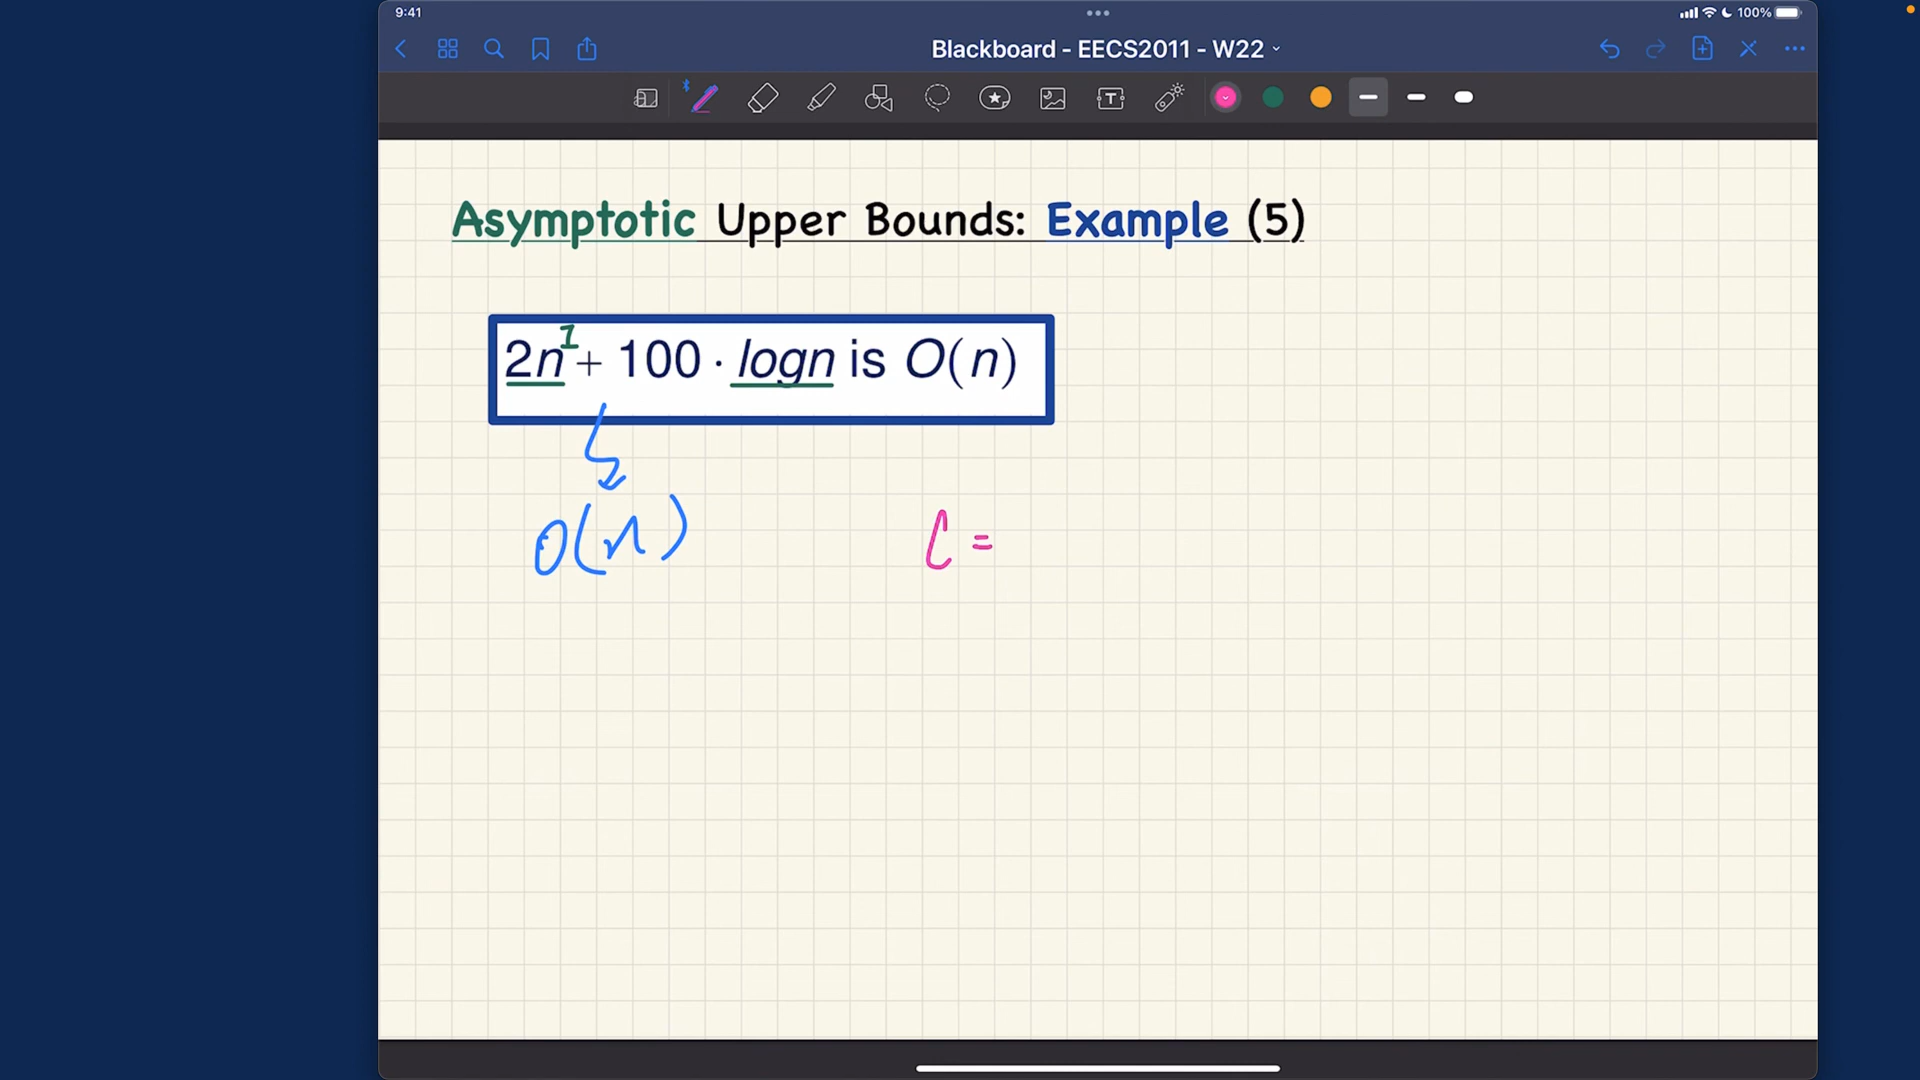 9:41
100%
Blackboard - EECS2011 - W22
Asymptotic Upper Bounds: Example (5)
2n¹ + 100 · logn is O(n)
O(n)
C =